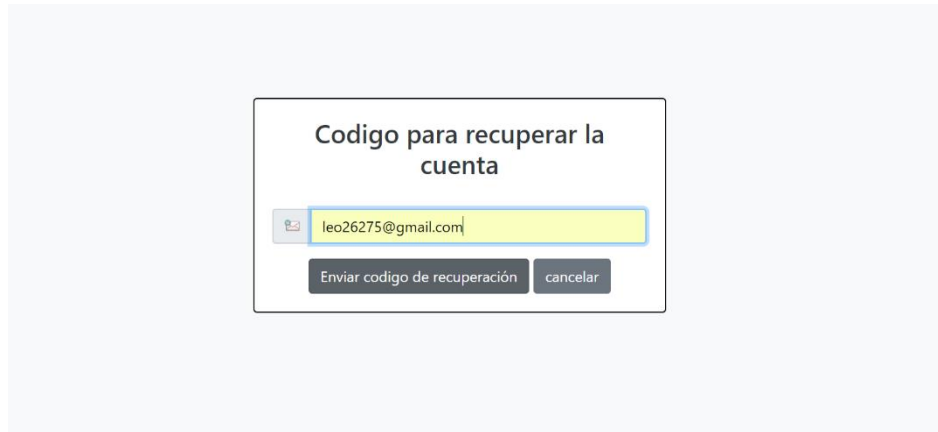 Codigo para recuperar la
cuenta
leo26275@gmail.com
Enviar codigo de recuperación cancelar